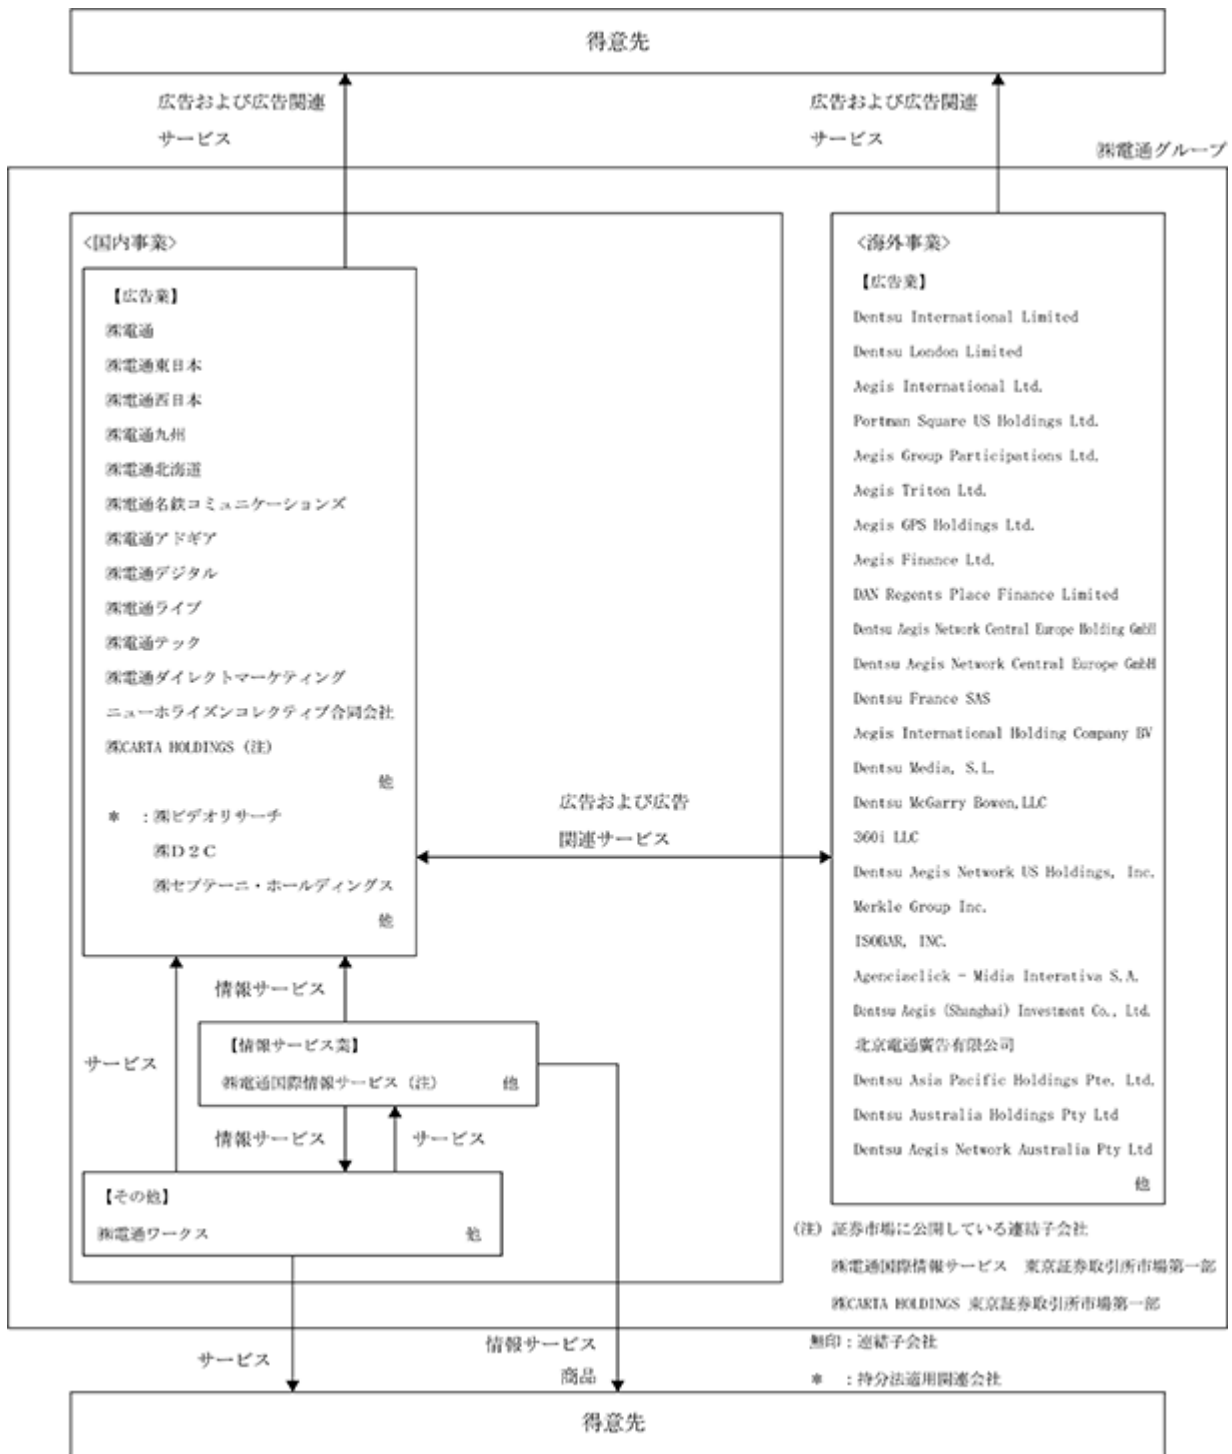 得意先
広告および広告関連
サービス
広告および広告関連
サービス
㈱電通グループ
<国内事業>
【広告業】
㈱電通
㈱電通東日本
㈱電通西日本
㈱電通九州
㈱電通北海道
㈱電通名鉄コミュニケーションズ
㈱電通アドギア
㈱電通デジタル
㈱電通ライブ
㈱電通テック
㈱電通ダイレクトマーケティング
ニューホライズンコレクティブ合同会社
㈱CARTA HOLDINGS（注）
他
＊　：㈱ビデオリサーチ
㈱Ｄ２Ｃ
㈱セプテーニ・ホールディングス
他
広告および広告
関連サービス
<海外事業>
【広告業】
Dentsu International Limited
Dentsu London Limited
Aegis International Ltd.
Portman Square US Holdings Ltd.
Aegis Group Participations Ltd.
Aegis Triton Ltd.
Aegis GPS Holdings Ltd.
Aegis Finance Ltd.
DAN Regents Place Finance Limited
Dentsu Aegis Network Central Europe Holding GmbH
Dentsu Aegis Network Central Europe GmbH
Dentsu France SAS
Aegis International Holding Company BV
Dentsu Media, S.L.
Dentsu McGarry Bowen,LLC
360i LLC
Dentsu Aegis Network US Holdings, Inc.
Merkle Group Inc.
ISOBAR, INC.
Agenciaclick - Midia Interativa S.A.
Dentsu Aegis (Shanghai) Investment Co., Ltd.
北京電通廣告有限公司
Dentsu Asia Pacific Holdings Pte. Ltd.
Dentsu Australia Holdings Pty Ltd
Dentsu Aegis Network Australia Pty Ltd
他
情報サービス
サービス
【情報サービス業】
㈱電通国際情報サービス（注）　他
情報サービス
サービス
【その他】
㈱電通ワークス　他
（注）証券市場に公開している連結子会社
㈱電通国際情報サービス　東京証券取引所市場第一部
㈱CARTA HOLDINGS 東京証券取引所市場第一部
無印：連結子会社
＊　：持分法適用関連会社
サービス
情報サービス
商品
得意先